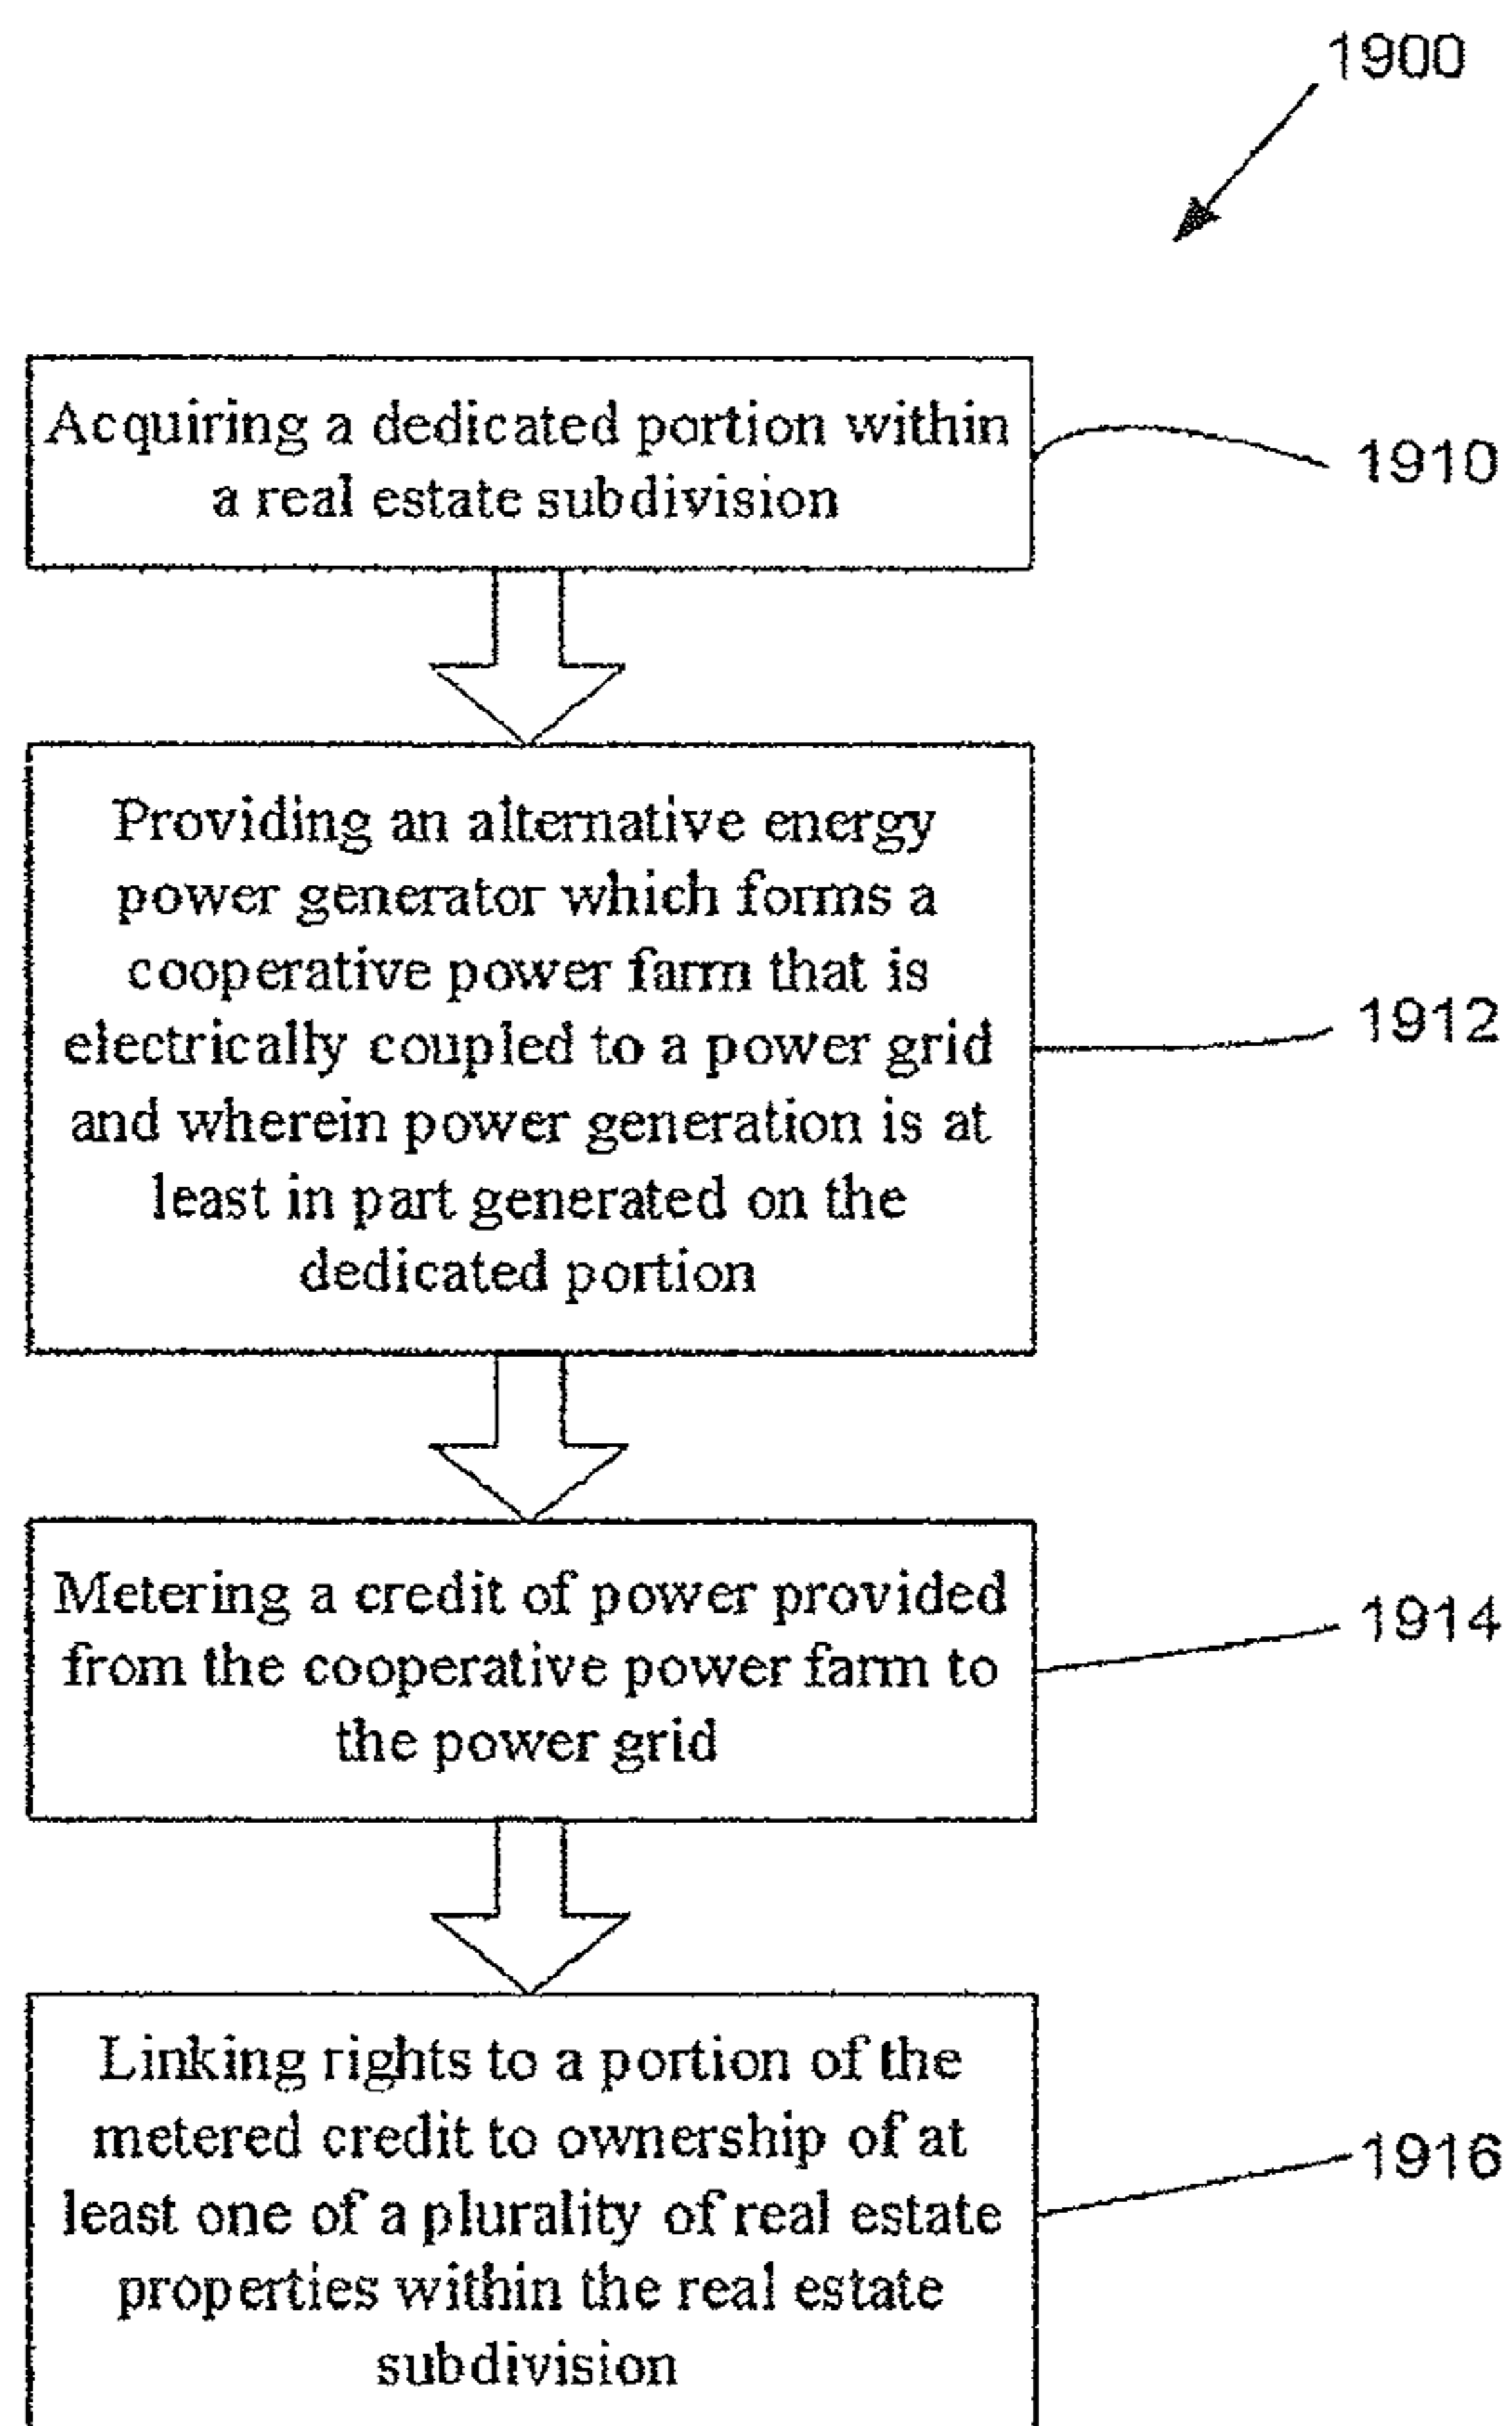 1900
Acquiring a dedicated portion within
a real estate subdivision
1910
Providing an alternative energy
power generator which forms a
cooperative power farm that is
electrically coupled to a power grid
and wherein power generation is at
least in part generated on the
dedicated portion
1912
Metering a credit of power provided
from the cooperative power farm to
the power grid
1914
Linking rights to a portion of the
metered credit to ownership of at
least one of a plurality of real estate
properties within the real estate
subdivision
1916